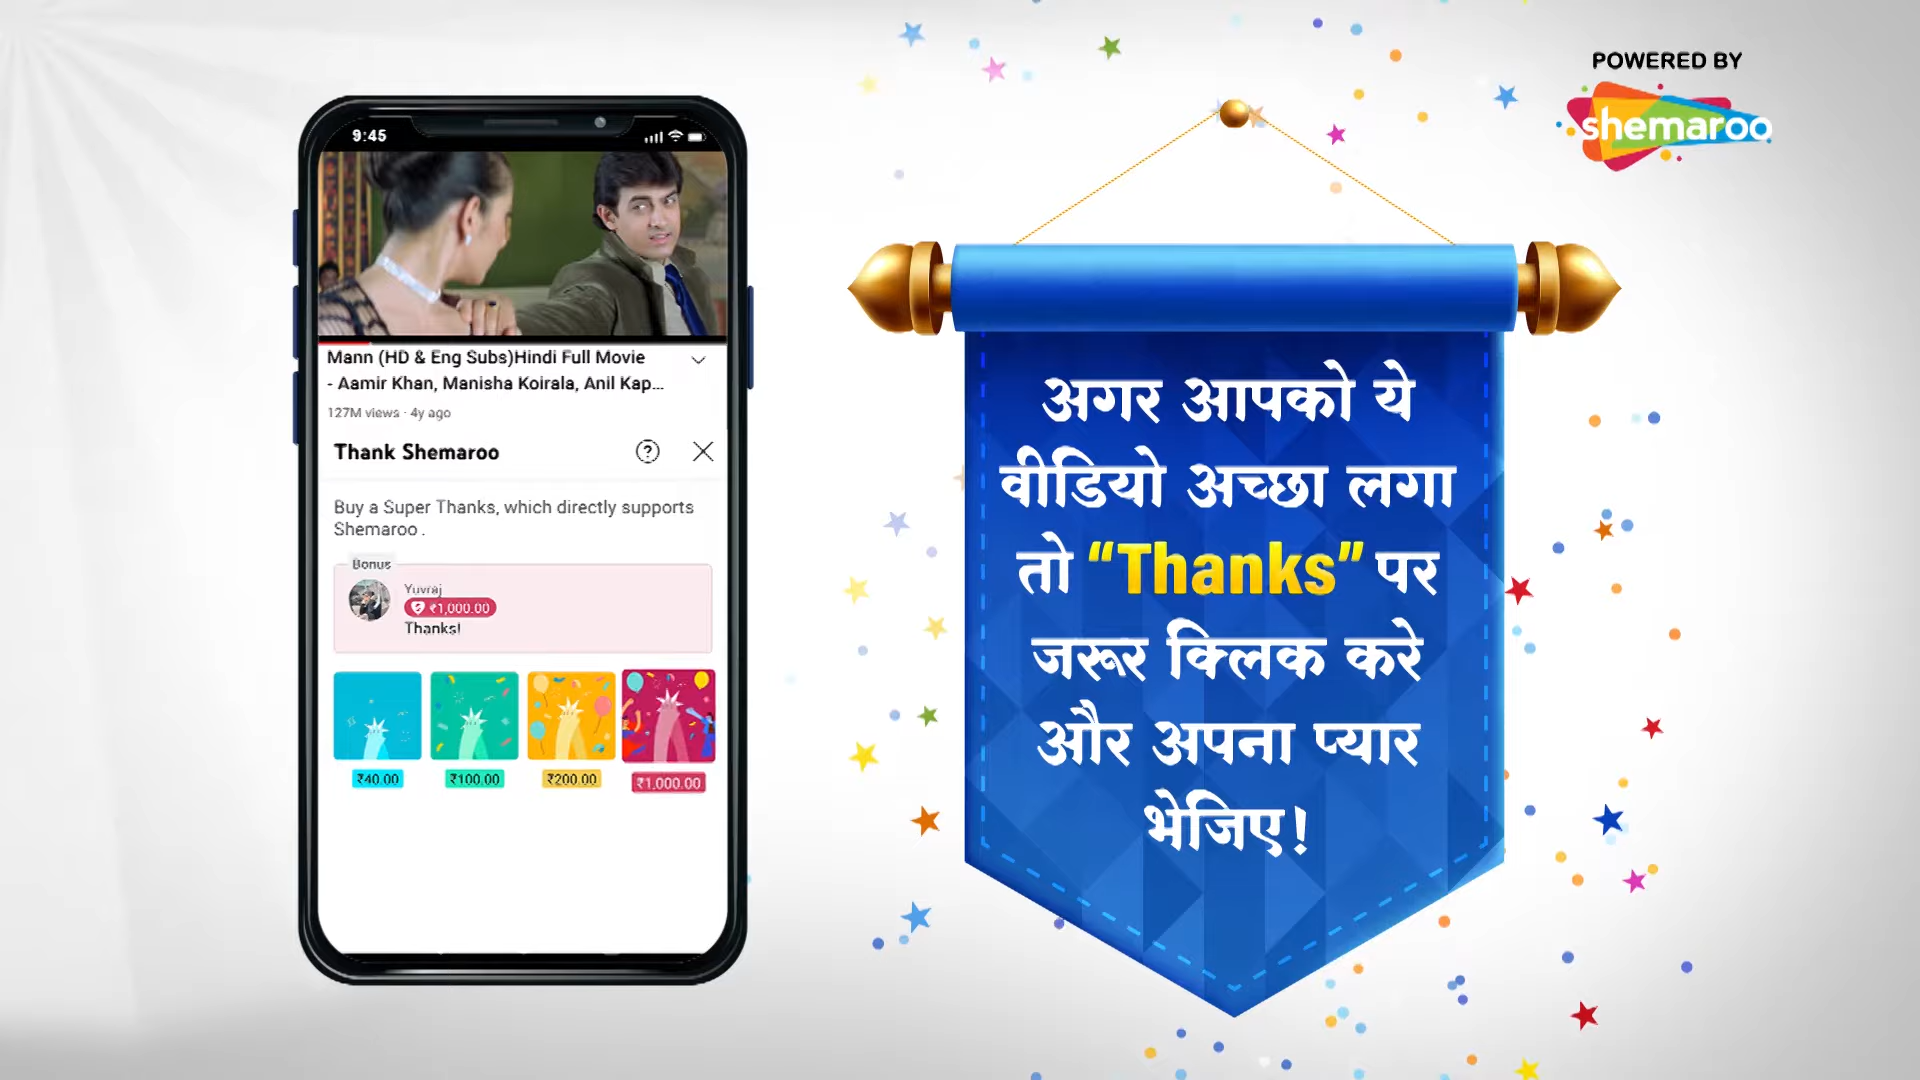 POWERED BY
shemaroo
9:45
Mann (HD & Eng Subs)Hindi Full Movie
- Aamir Khan, Manisha Koirala, Anil Kap...
127M views · 4y ago
Thank Shemaroo
Buy a Super Thanks, which directly supports
Shemaroo .
Bonus
Yuvraj
₹1,000.00
Thanks!
₹40.00
₹100.00
₹200.00
₹1,000.00
अगर आपको ये
वीडियो अच्छा लगा
तो “Thanks” पर
जरूर क्लिक करे
और अपना प्यार
भेजिए!